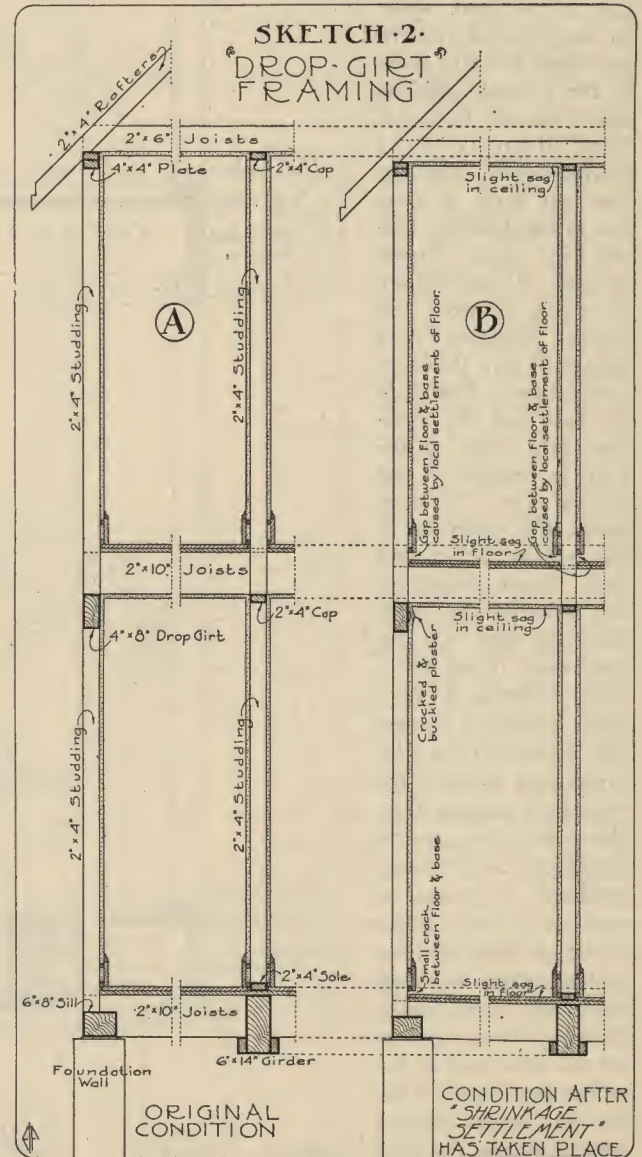 SKETCH ·2·
"DROP-GIRT"
FRAMING
2"x4" Rafters
2"x6" Joists
4"x4" Plate
2"x4" Cap
2"x4" Studding
2"x4" Studding
A
2"x10" Joists
4"x8" Drop Girt
2"x4" Cap
2"x4" Studding
2"x4" Studding
2"x4" Sole
6"x8" Sill
2"x10" Joists
6"x14" Girder
Foundation
Wall
ORIGINAL
CONDITION
Slight sag
in ceiling
B
Gap between floor & base
caused by local settlement of floor.
Gap between floor & base
caused by local settlement of floor.
Slight sag
in floor
Slight sag
in ceiling
Cracked &
buckled plaster
Small crack
between floor & base
Slight sag
in floor
CONDITION AFTER
"SHRINKAGE
SETTLEMENT"
HAS TAKEN PLACE